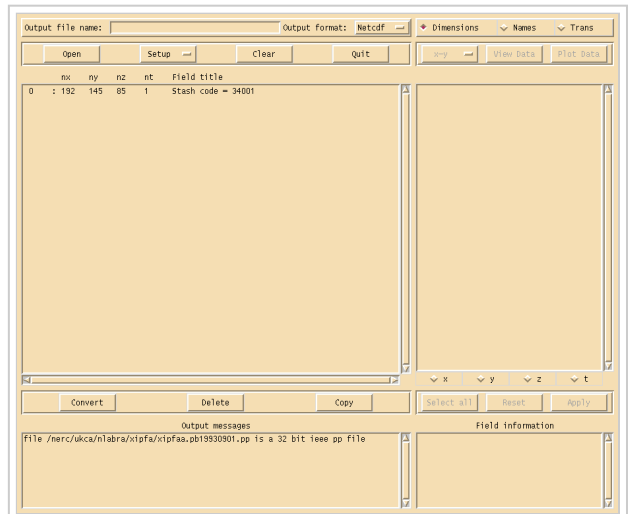 Output file name: Output format: Netcdf
Dimensions Names Trans
Open Setup Clear Quit
x-y View Data Plot Data
nx ny nz nt Field title
0 : 192 145 85 1 Stash code = 34001
x y z t
Convert Delete Copy
Select all Reset Apply
Output messages
Field information
file /nerc/ukca/nlabra/xipfa/xipfaa.pb19930901.pp is a 32 bit ieee pp file